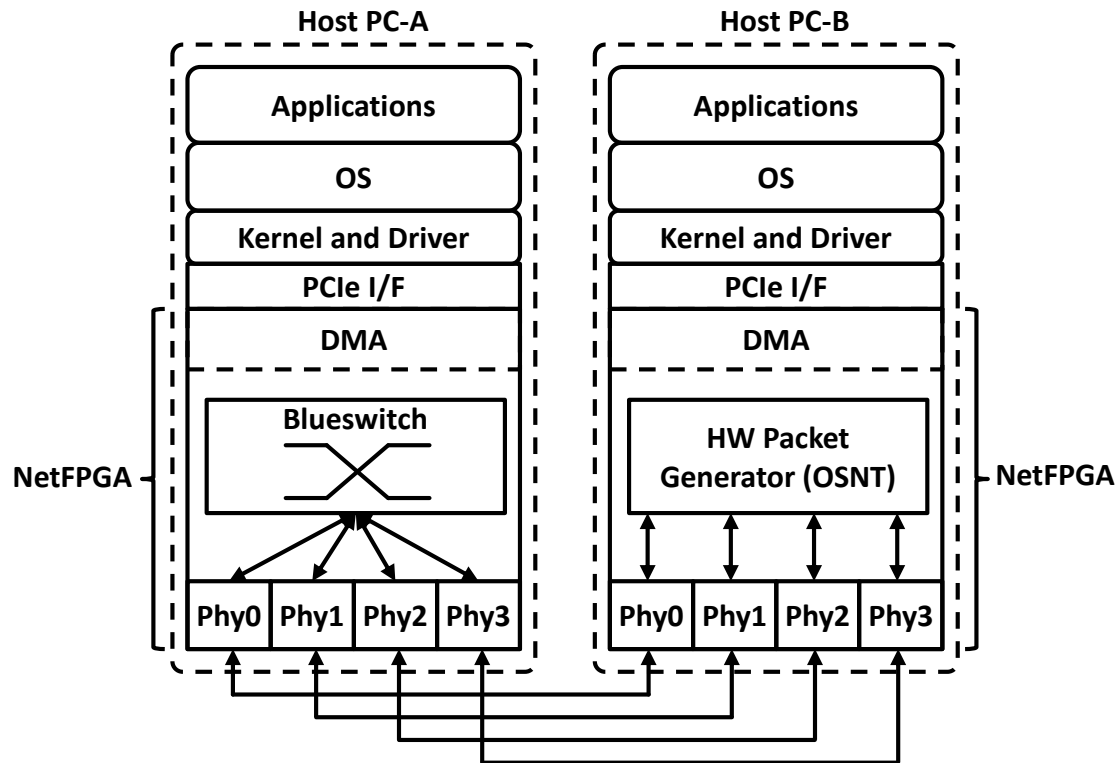 Host PC-A
Applications
OS
Kernel and Driver
PCIe I/F
DMA
Blueswitch
NetFPGA
Phy0 Phy1 Phy2 Phy3
Host PC-B
Applications
OS
Kernel and Driver
PCIe I/F
DMA
HW Packet
Generator (OSNT)
NetFPGA
Phy0 Phy1 Phy2 Phy3